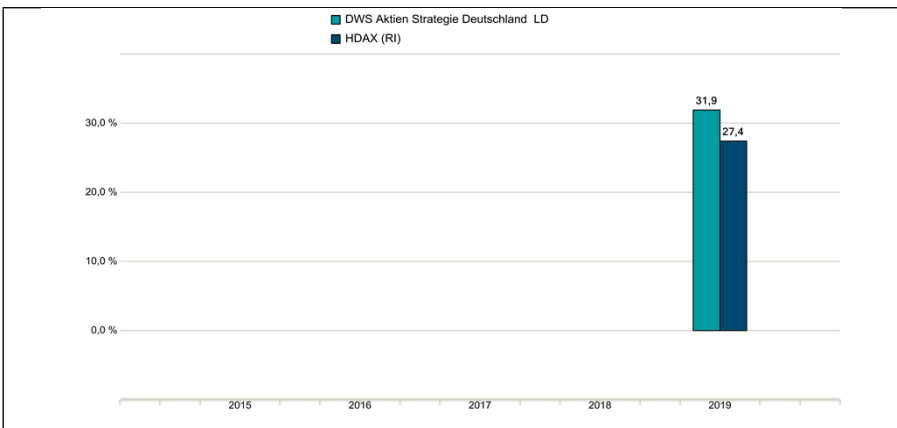 DWS Aktien Strategie Deutschland LD
HDAX (RI)
31,9
30,0 %
27,4
20,0 %
10,0 %
0,0 %
2015 2016 2017 2018 2019